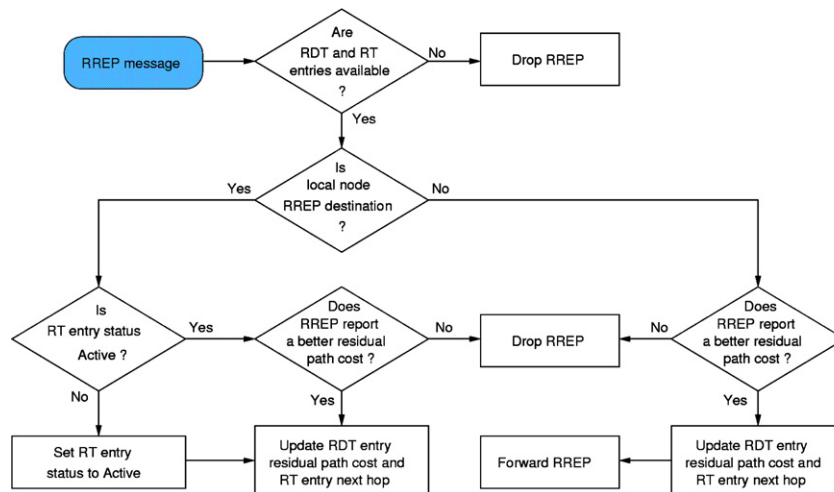 Are
RDT and RT
entries available
?
RREP message
No
Drop RREP
Yes
Is
local node
RREP destination
?
Yes
No
Is
RT entry status
Active ?
Yes
No
Does
RREP report
a better residual
path cost ?
No
Yes
Drop RREP
No
Does
RREP report
a better residual
path cost ?
Yes
Set RT entry
status to Active
Update RDT entry
residual path cost and
RT entry next hop
Forward RREP
Update RDT entry
residual path cost and
RT entry next hop